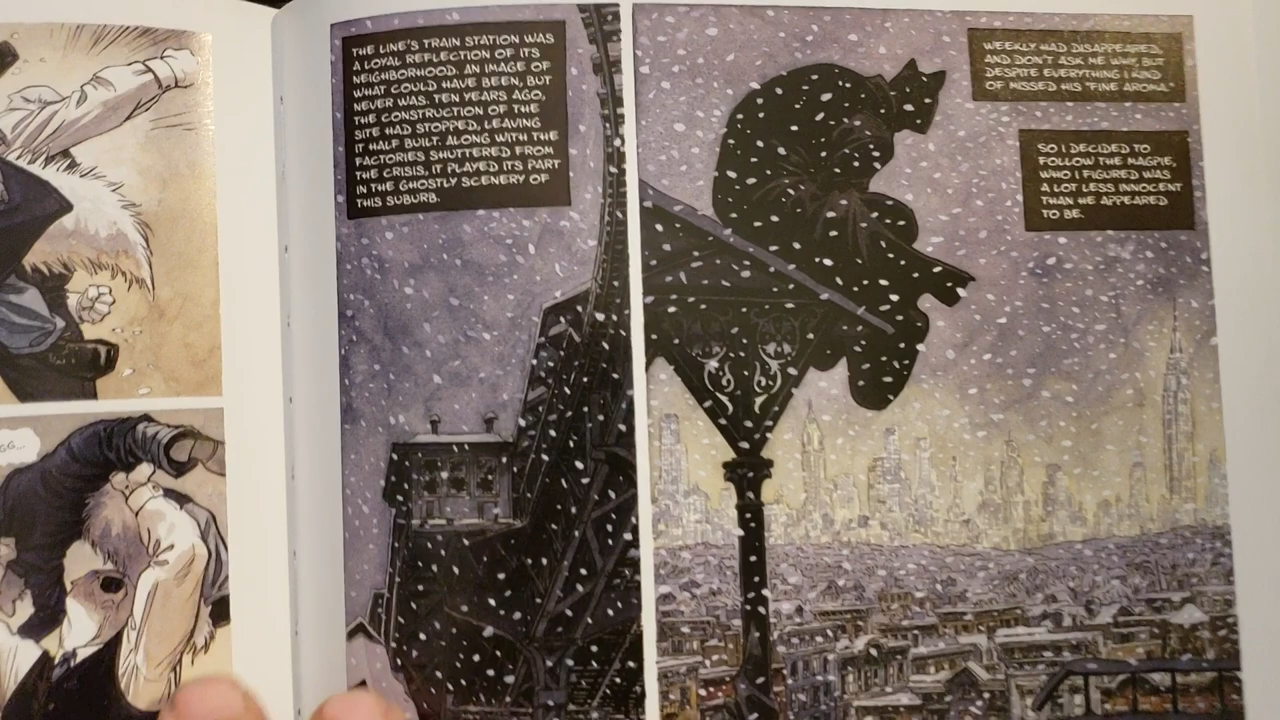 GG...
THE LINE'S TRAIN STATION WAS
A LOYAL REFLECTION OF ITS
NEIGHBORHOOD. AN IMAGE OF
WHAT COULD HAVE BEEN, BUT
NEVER WAS. TEN YEARS AGO,
THE CONSTRUCTION OF THE
SITE HAD STOPPED, LEAVING
IT HALF BUILT. ALONG WITH THE
FACTORIES SHUTTERED FROM
THE CRISIS, IT PLAYED ITS PART
IN THE GHOSTLY SCENERY OF
THIS SUBURB.
WEEKLY HAD DISAPPEARED,
AND DON'T ASK ME WHY, BUT
DESPITE EVERYTHING I KIND
OF MISSED HIS "FINE AROMA."
SO I DECIDED TO
FOLLOW THE MAGPIE,
WHO I FIGURED WAS
A LOT LESS INNOCENT
THAN HE APPEARED
TO BE.